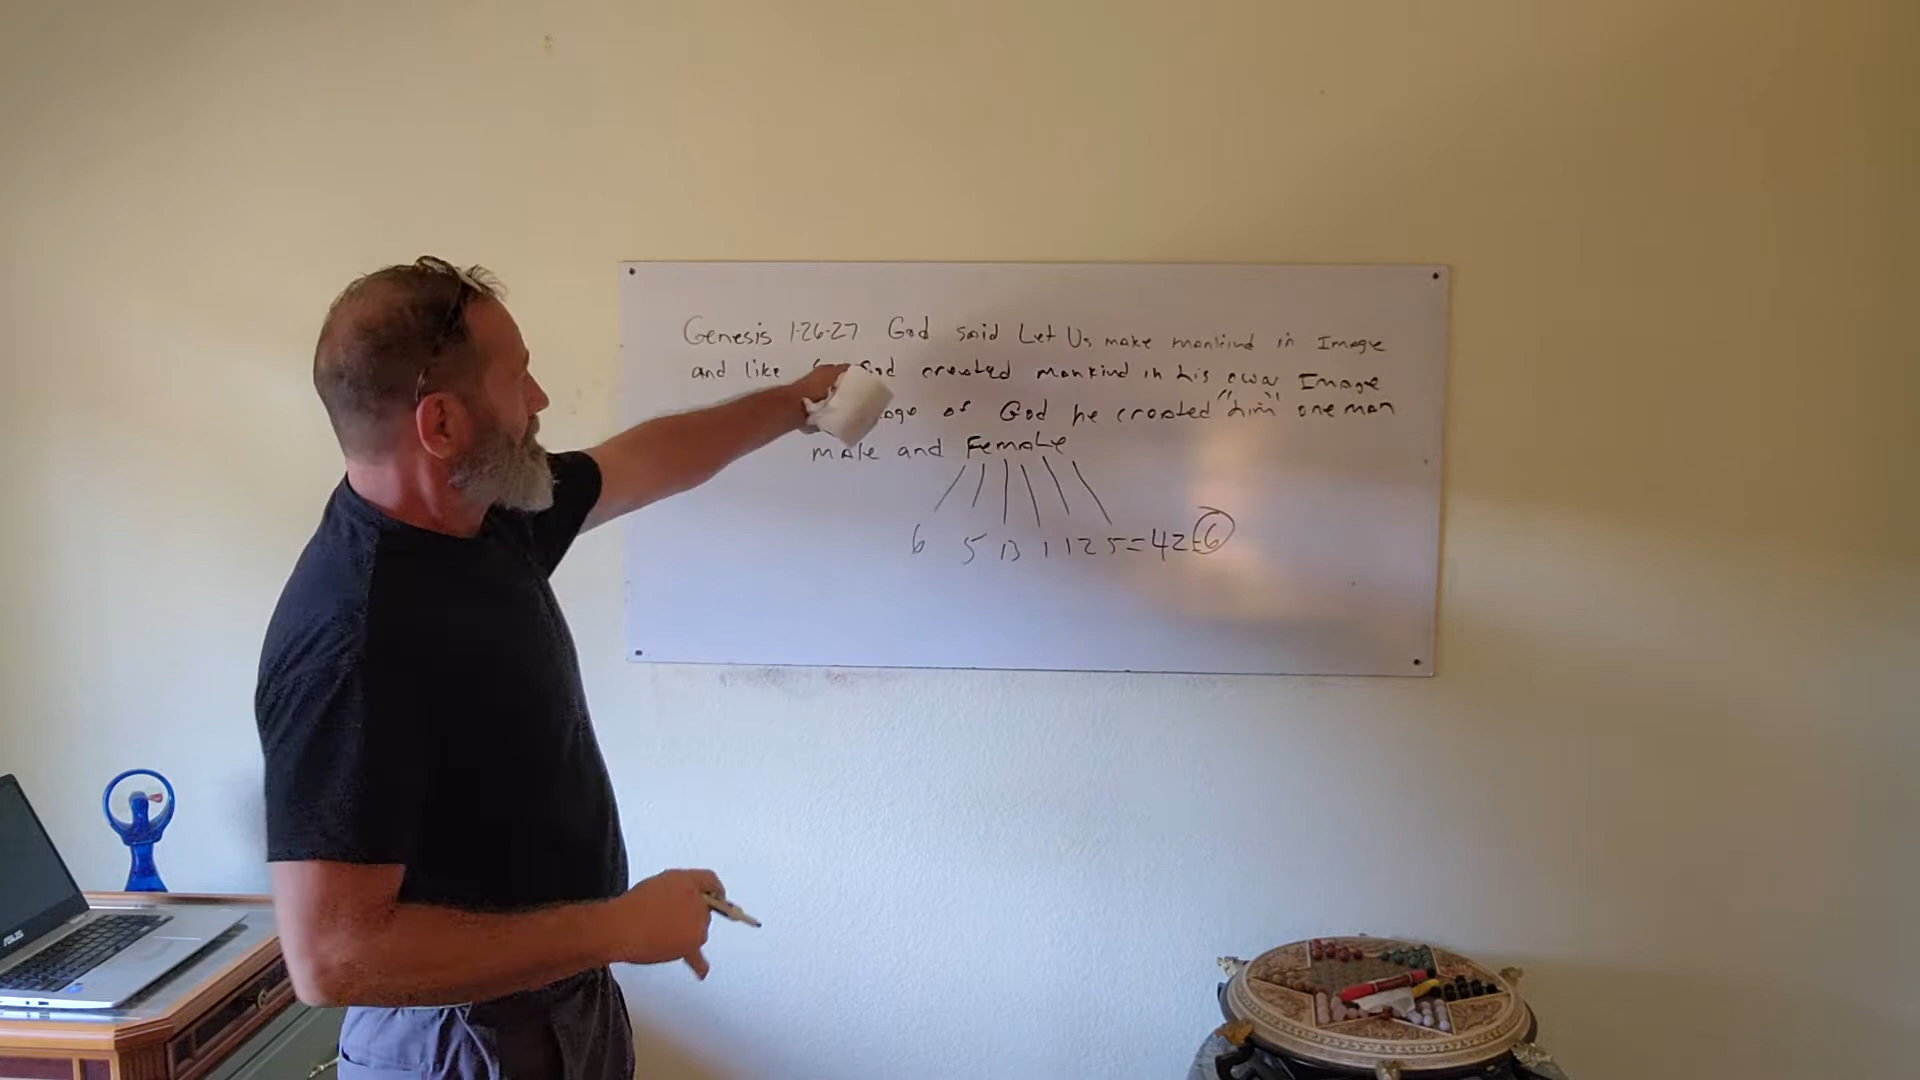 Genesis 1-26-27 God said Let Us make mankind in Image
and like God created mankind in his own Image
of God he created "him" one man
male and Female
6 5 13 1 12 5 = 42 = 6
ASUS